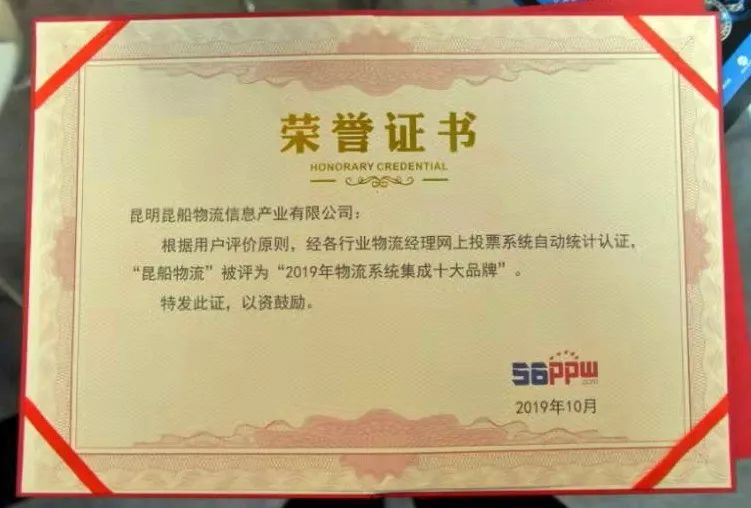 荣誉证书
HONORARY CREDENTIAL
昆明昆船物流信息产业有限公司：
根据用户评价原则，经各行业物流经理网上投票系统自动统计认证，
“昆船物流”被评为“2019年物流系统集成十大品牌”。
特发此证，以资鼓励。
56PPW
.com
2019年10月